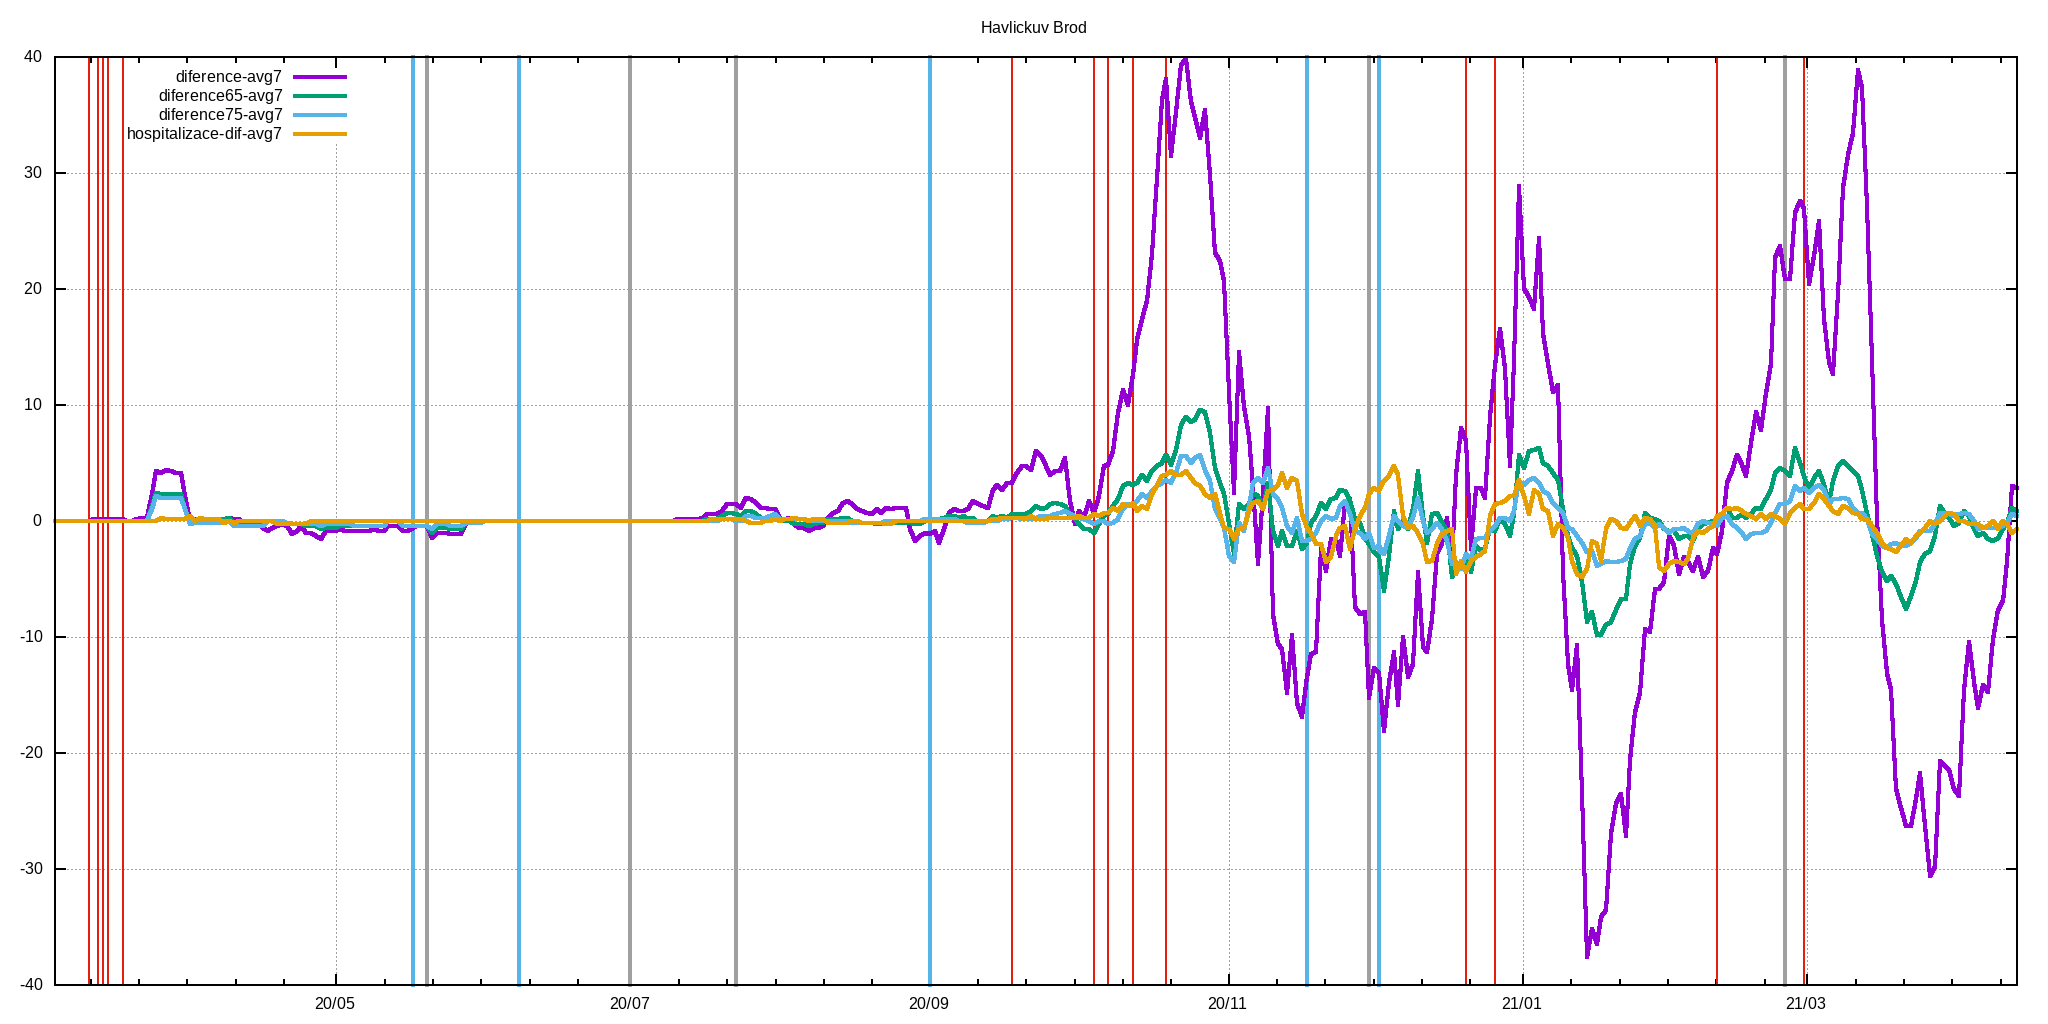 Havlickuv Brod
diference-avg7
diference65-avg7
diference75-avg7
hospitalizace-dif-avg7
40
30
20
10
0
-10
-20
-30
-40
20/05 20/07 20/09 20/11 21/01 21/03